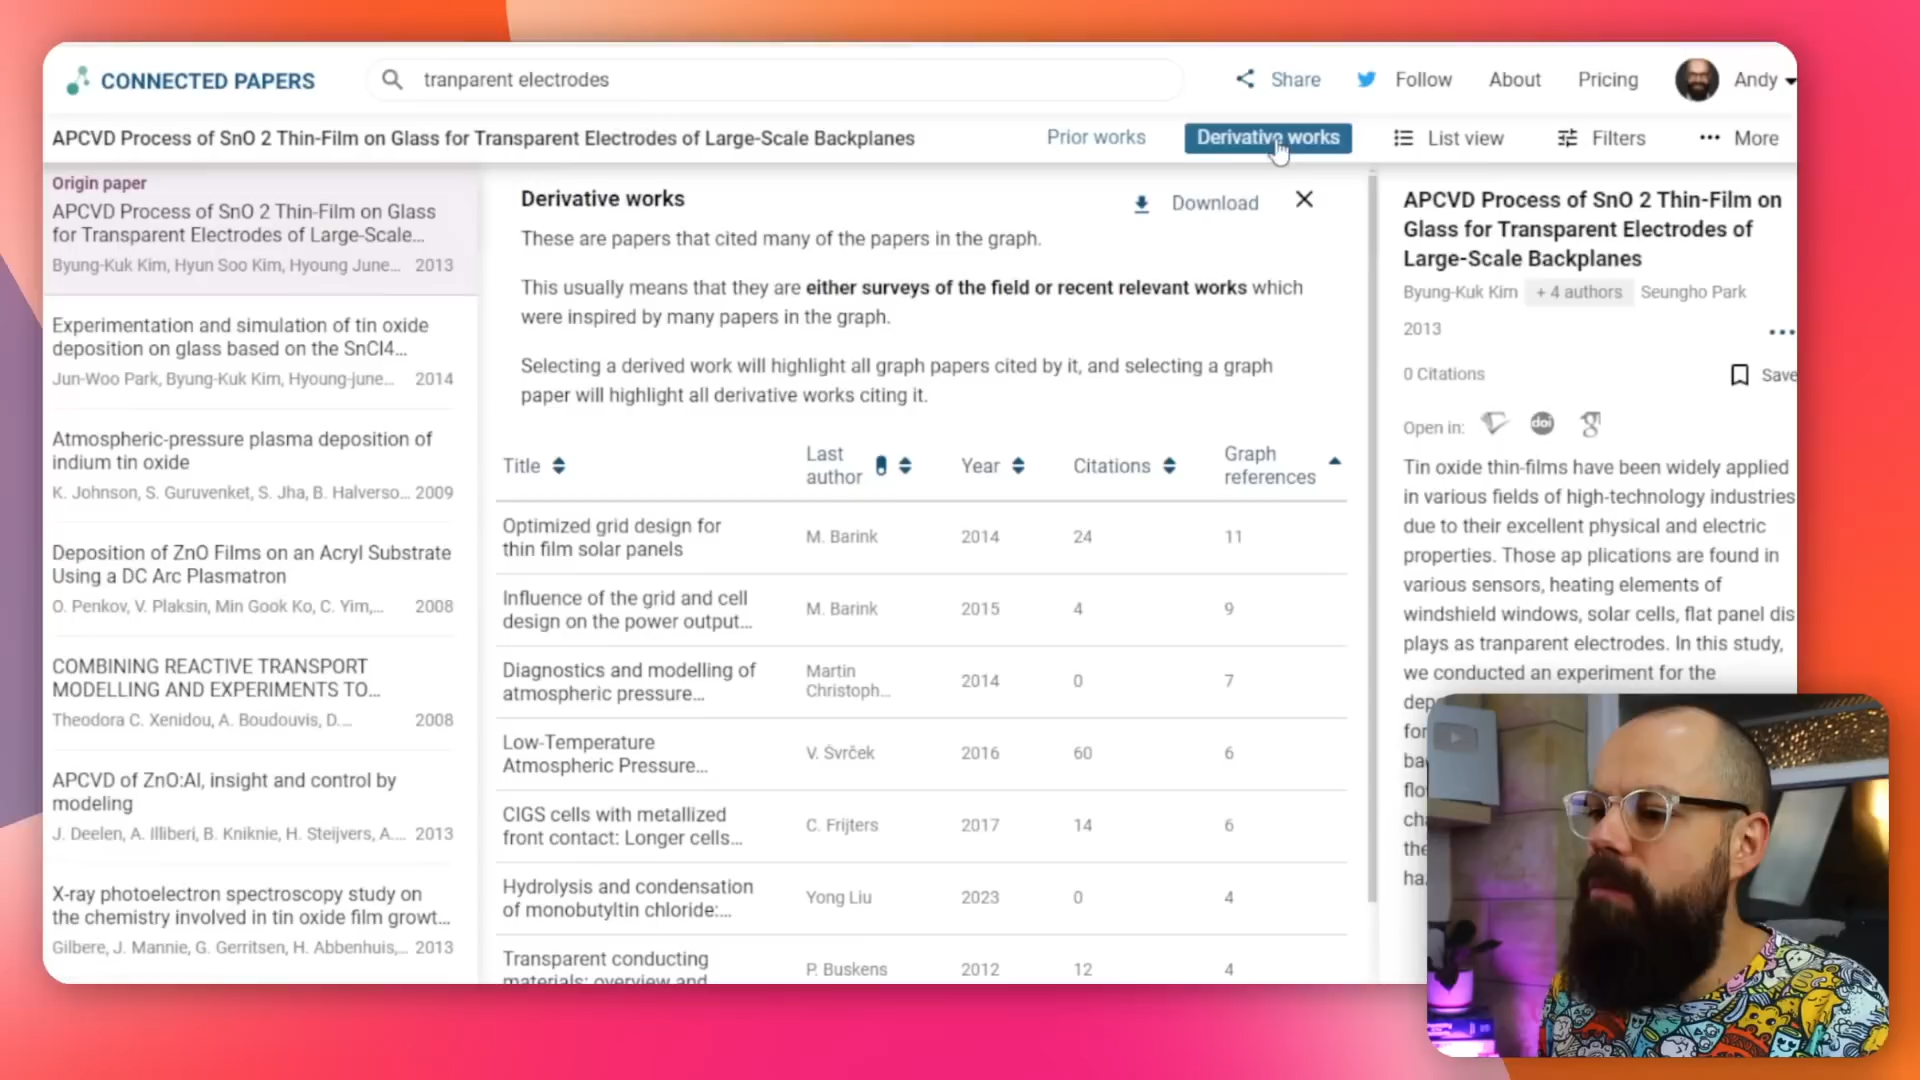 CONNECTED PAPERS
tranparent electrodes
Share
Follow
About
Pricing
Andy
APCVD Process of SnO 2 Thin-Film on Glass for Transparent Electrodes of Large-Scale Backplanes
Prior works
Derivative works
List view
Filters
More
Origin paper
APCVD Process of SnO 2 Thin-Film on Glass
for Transparent Electrodes of Large-Scale...
Byung-Kuk Kim, Hyun Soo Kim, Hyoung June... 2013
Experimentation and simulation of tin oxide
deposition on glass based on the SnCl4...
Jun-Woo Park, Byung-Kuk Kim, Hyoung-june... 2014
Atmospheric-pressure plasma deposition of
indium tin oxide
K. Johnson, S. Guruvenket, S. Jha, B. Halverso... 2009
Deposition of ZnO Films on an Acryl Substrate
Using a DC Arc Plasmatron
O. Penkov, V. Plaksin, Min Gook Ko, C. Yim,... 2008
COMBINING REACTIVE TRANSPORT
MODELLING AND EXPERIMENTS TO...
Theodora C. Xenidou, A. Boudouvis, D.... 2008
APCVD of ZnO:Al, insight and control by
modeling
J. Deelen, A. Illiberi, B. Kniknie, H. Steijvers, A.... 2013
X-ray photoelectron spectroscopy study on
the chemistry involved in tin oxide film growt...
Gilbere, J. Mannie, G. Gerritsen, H. Abbenhuis,... 2013
Derivative works
Download
These are papers that cited many of the papers in the graph.
This usually means that they are either surveys of the field or recent relevant works which
were inspired by many papers in the graph.
Selecting a derived work will highlight all graph papers cited by it, and selecting a graph
paper will highlight all derivative works citing it.
Title
Last
author
Year
Citations
Graph
references
Optimized grid design for
thin film solar panels
M. Barink 2014 24 11
Influence of the grid and cell
design on the power output...
M. Barink 2015 4 9
Diagnostics and modelling of
atmospheric pressure...
Martin
Christoph...
2014 0 7
Low-Temperature
Atmospheric Pressure...
V. Švrček 2016 60 6
CIGS cells with metallized
front contact: Longer cells...
C. Frijters 2017 14 6
Hydrolysis and condensation
of monobutyltin chloride:...
Yong Liu 2023 0 4
Transparent conducting
materials: overview and
P. Buskens 2012 12 4
APCVD Process of SnO 2 Thin-Film on
Glass for Transparent Electrodes of
Large-Scale Backplanes
Byung-Kuk Kim + 4 authors Seungho Park
2013
0 Citations
Save
Open in:
doi
Tin oxide thin-films have been widely applied
in various fields of high-technology industries
due to their excellent physical and electric
properties. Those ap plications are found in
various sensors, heating elements of
windshield windows, solar cells, flat panel dis
plays as tranparent electrodes. In this study,
we conducted an experiment for the
dep
for
ba
flo
cha
the
ha.